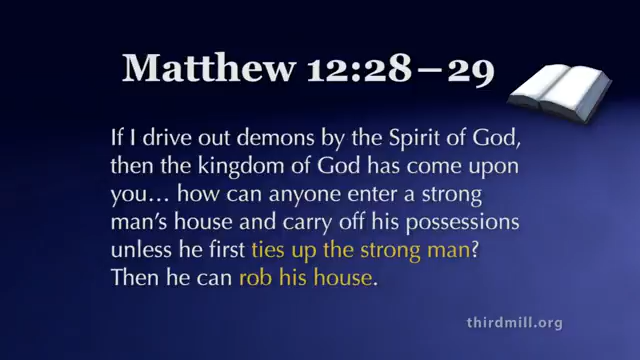 Matthew 12:28–29
If I drive out demons by the Spirit of God,
then the kingdom of God has come upon
you… how can anyone enter a strong
man’s house and carry off his possessions
unless he first ties up the strong man?
Then he can rob his house.
thirdmill.org